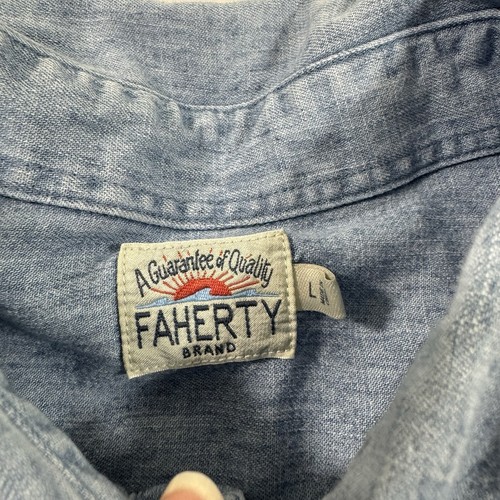 A Guarantee of Quality
FAHERTY
BRAND
L